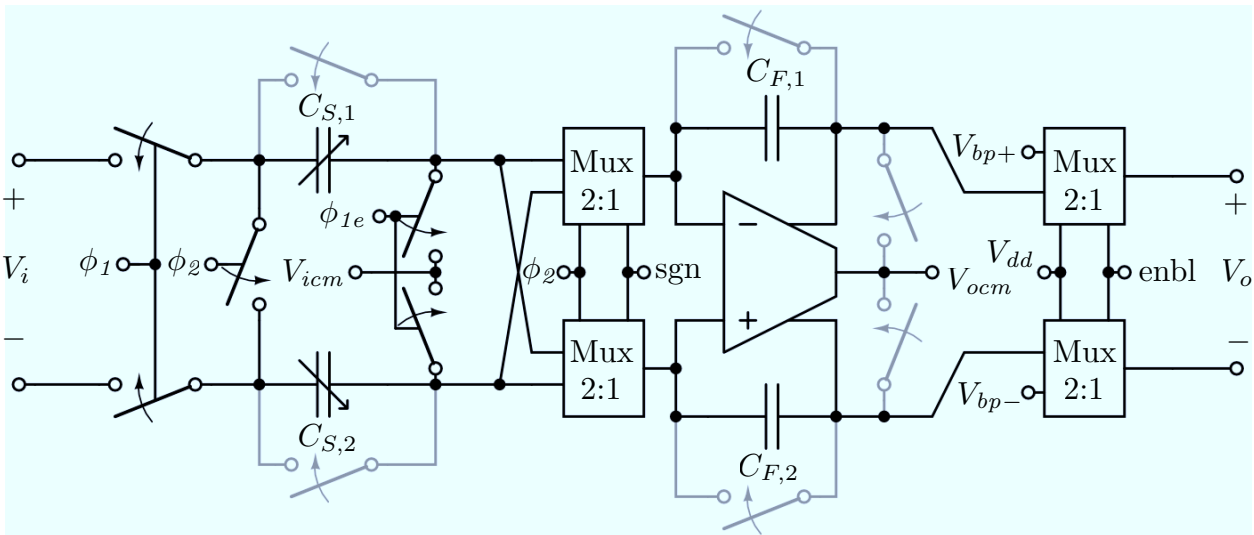 C_{F,1}
C_{S,1}
V_{bp+}
Mux
2:1
Mux
2:1
+
ϕ_{1e}
−
+
V_i
ϕ_1
ϕ_2
V_{icm}
ϕ_2
sgn
V_{ocm}
V_{dd}
enbl
V_o
+
−
Mux
2:1
Mux
2:1
−
V_{bp−}
C_{S,2}
C_{F,2}